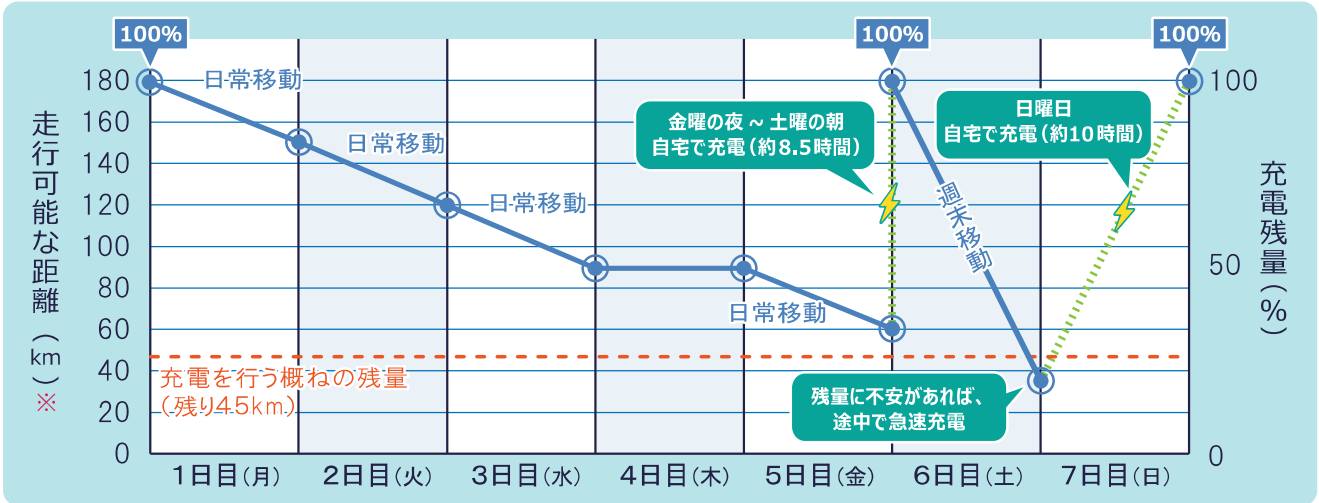 100%
100%
100%
走行可能な距離(km)※
180
160
140
120
100
80
60
40
20
0
日常移動
日常移動
日常移動
日常移動
金曜の夜~土曜の朝
自宅で充電(約8.5時間)
週末移動
日曜日
自宅で充電(約10時間)
充電を行う概ねの残量
(残り45km)
残量に不安があれば、
途中で急速充電
100
50
0
充電残量(%)
1日目(月)
2日目(火)
3日目(水)
4日目(木)
5日目(金)
6日目(土)
7日目(日)